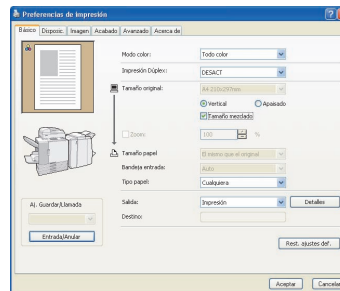 Preferencias de impresión
Básico Disposic. Imagen Acabado Avanzado Acerca de
Modo color: Todo color
Impresión Dúplex: DESACT
Tamaño original: A4 210x297mm
Vertical Apaisado
Tamaño mezclado
Zoom: 100 %
Tamaño papel El mismo que el original
Bandeja entrada: Auto
Tipo papel: Cualquiera
Aj. Guardar/Llamada
Salida: Impresión Detalles
Destino:
Entrada/Anular
Rest. ajustes def.
Aceptar Cancelar